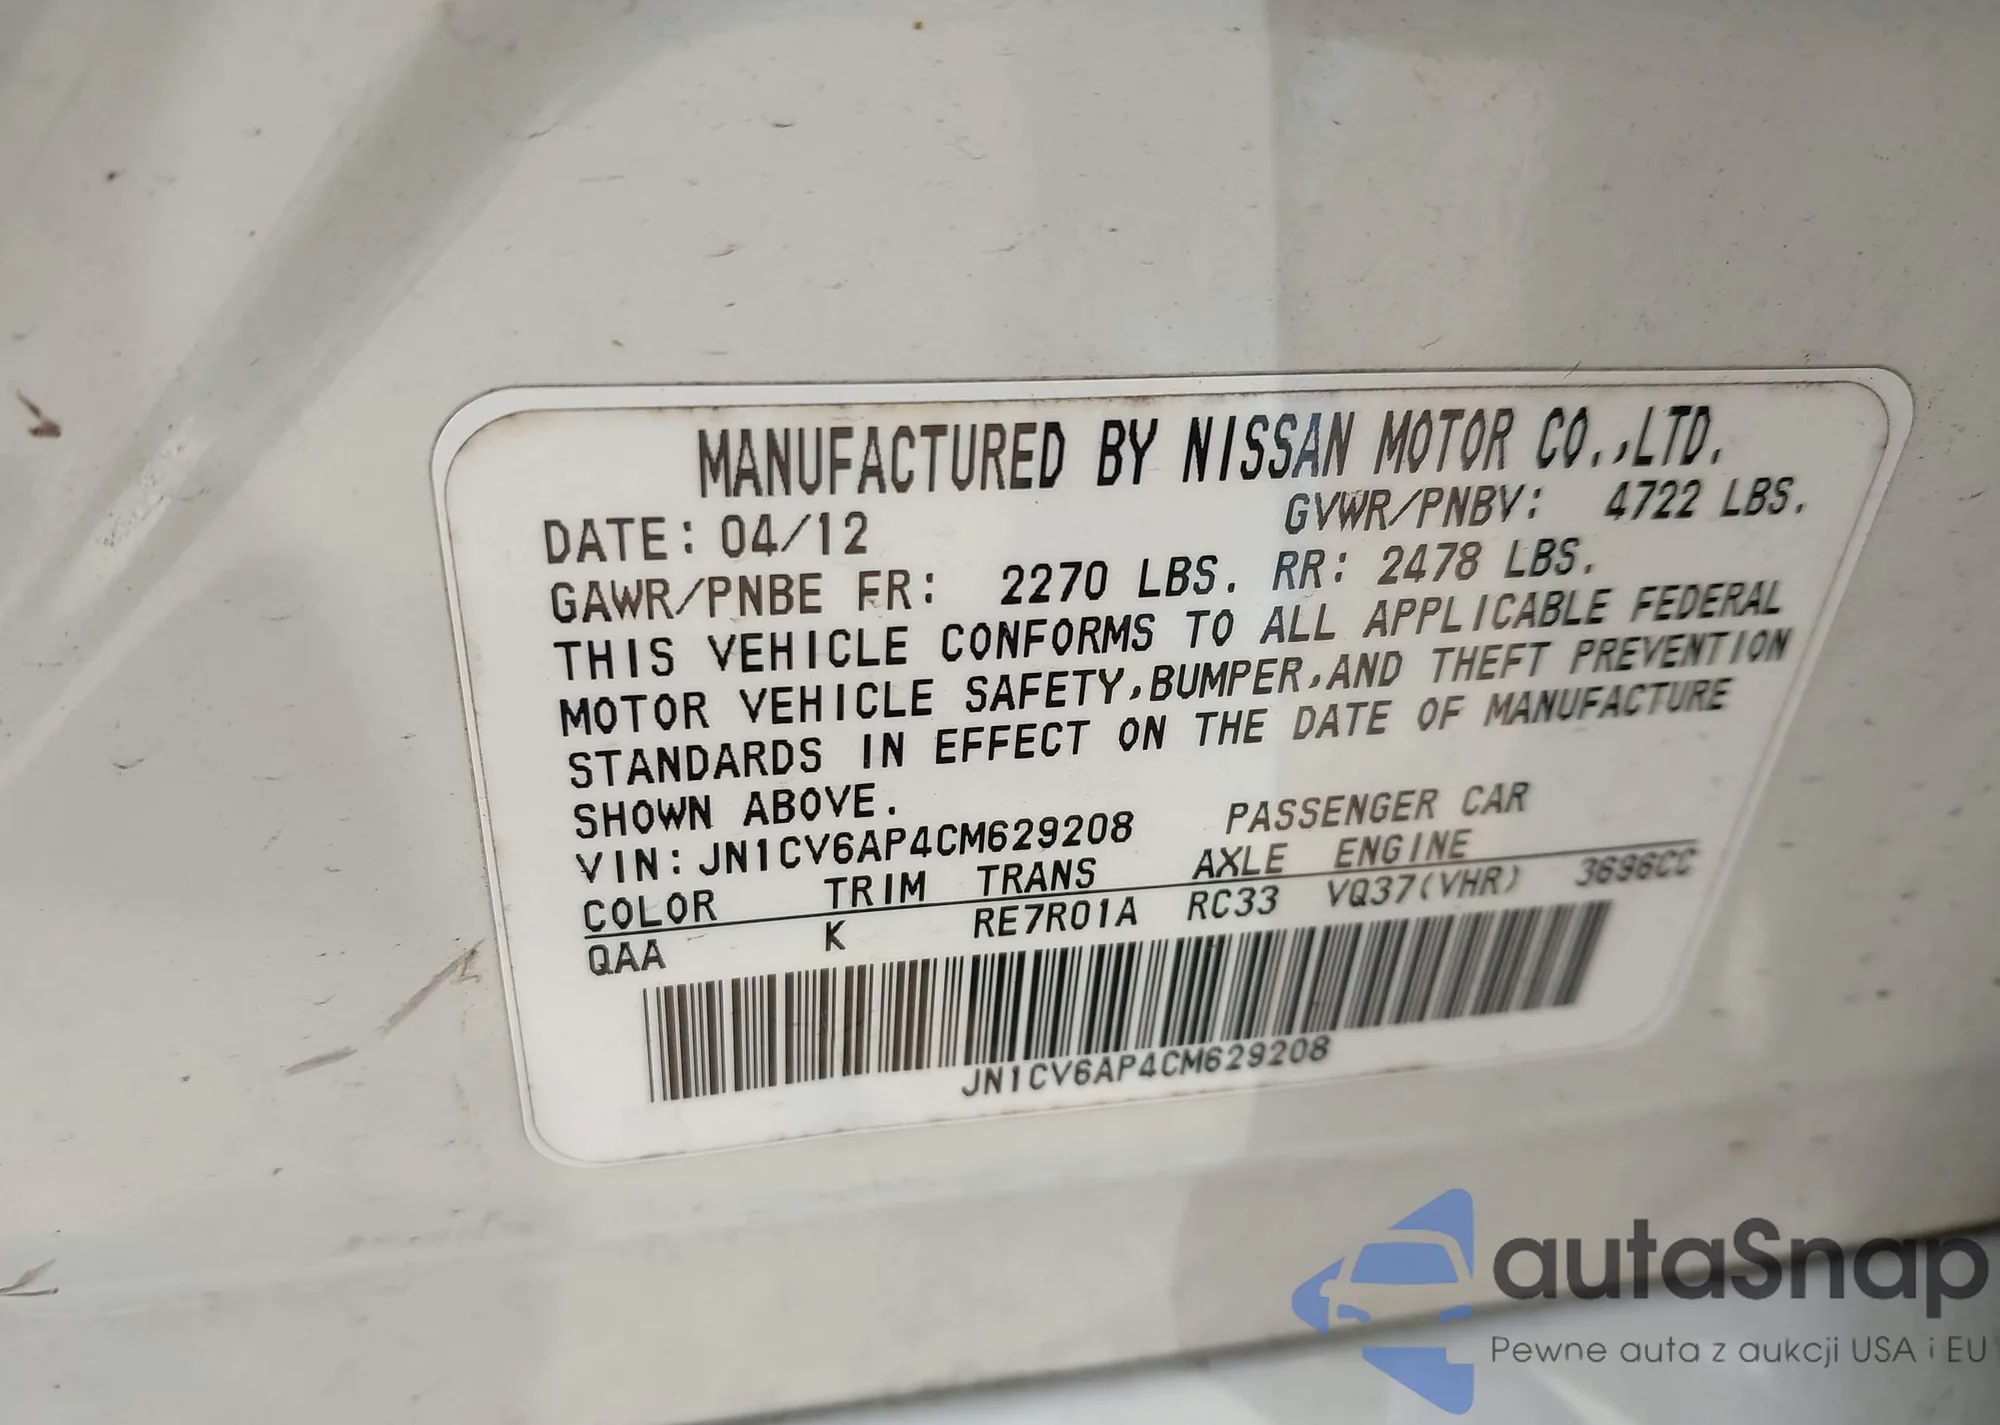 MANUFACTURED BY NISSAN MOTOR CO.,LTD.
DATE: 04/12 GVWR/PNBV: 4722 LBS.
GAWR/PNBE FR: 2270 LBS. RR: 2478 LBS.
THIS VEHICLE CONFORMS TO ALL APPLICABLE FEDERAL
MOTOR VEHICLE SAFETY,BUMPER,AND THEFT PREVENTION
STANDARDS IN EFFECT ON THE DATE OF MANUFACTURE
SHOWN ABOVE.
VIN: JN1CV6AP4CM629208 PASSENGER CAR
COLOR TRIM TRANS AXLE ENGINE
QAA K RE7R01A RC33 VQ37(VHR) 3696CC
JN1CV6AP4CM629208
autaSnap
Pewne auta z aukcji USA i EU